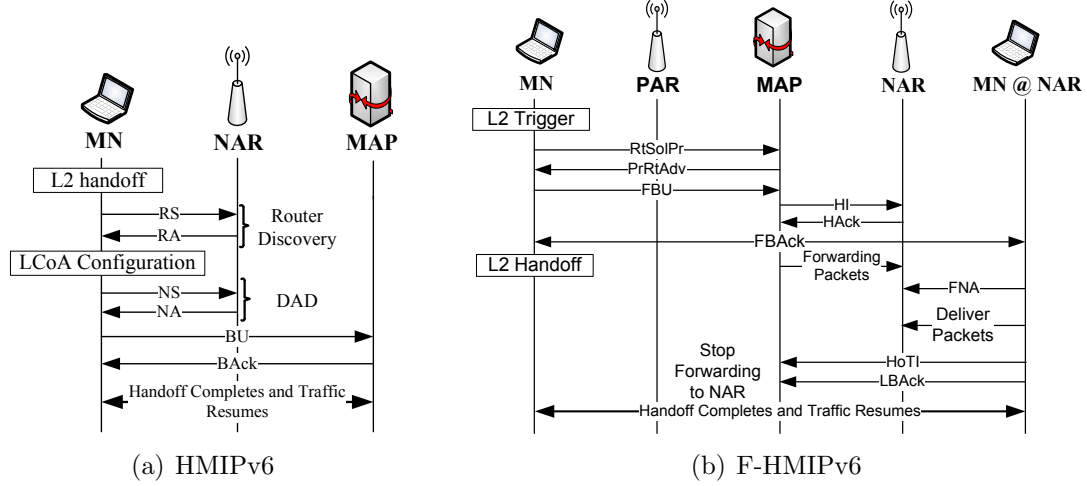 MN
NAR
MAP
L2 handoff
RS
RA
Router
Discovery
LCoA Configuration
NS
NA
DAD
BU
BAck
Handoff Completes and Traffic
Resumes
(a) HMIPv6
MN
PAR
MAP
NAR
MN @ NAR
L2 Trigger
RtSolPr
PrRtAdv
FBU
HI
HAck
FBAck
L2 Handoff
Forwarding
Packets
FNA
Deliver
Packets
Stop
Forwarding
to NAR
HoTI
LBAck
Handoff Completes and Traffic Resumes
(b) F-HMIPv6